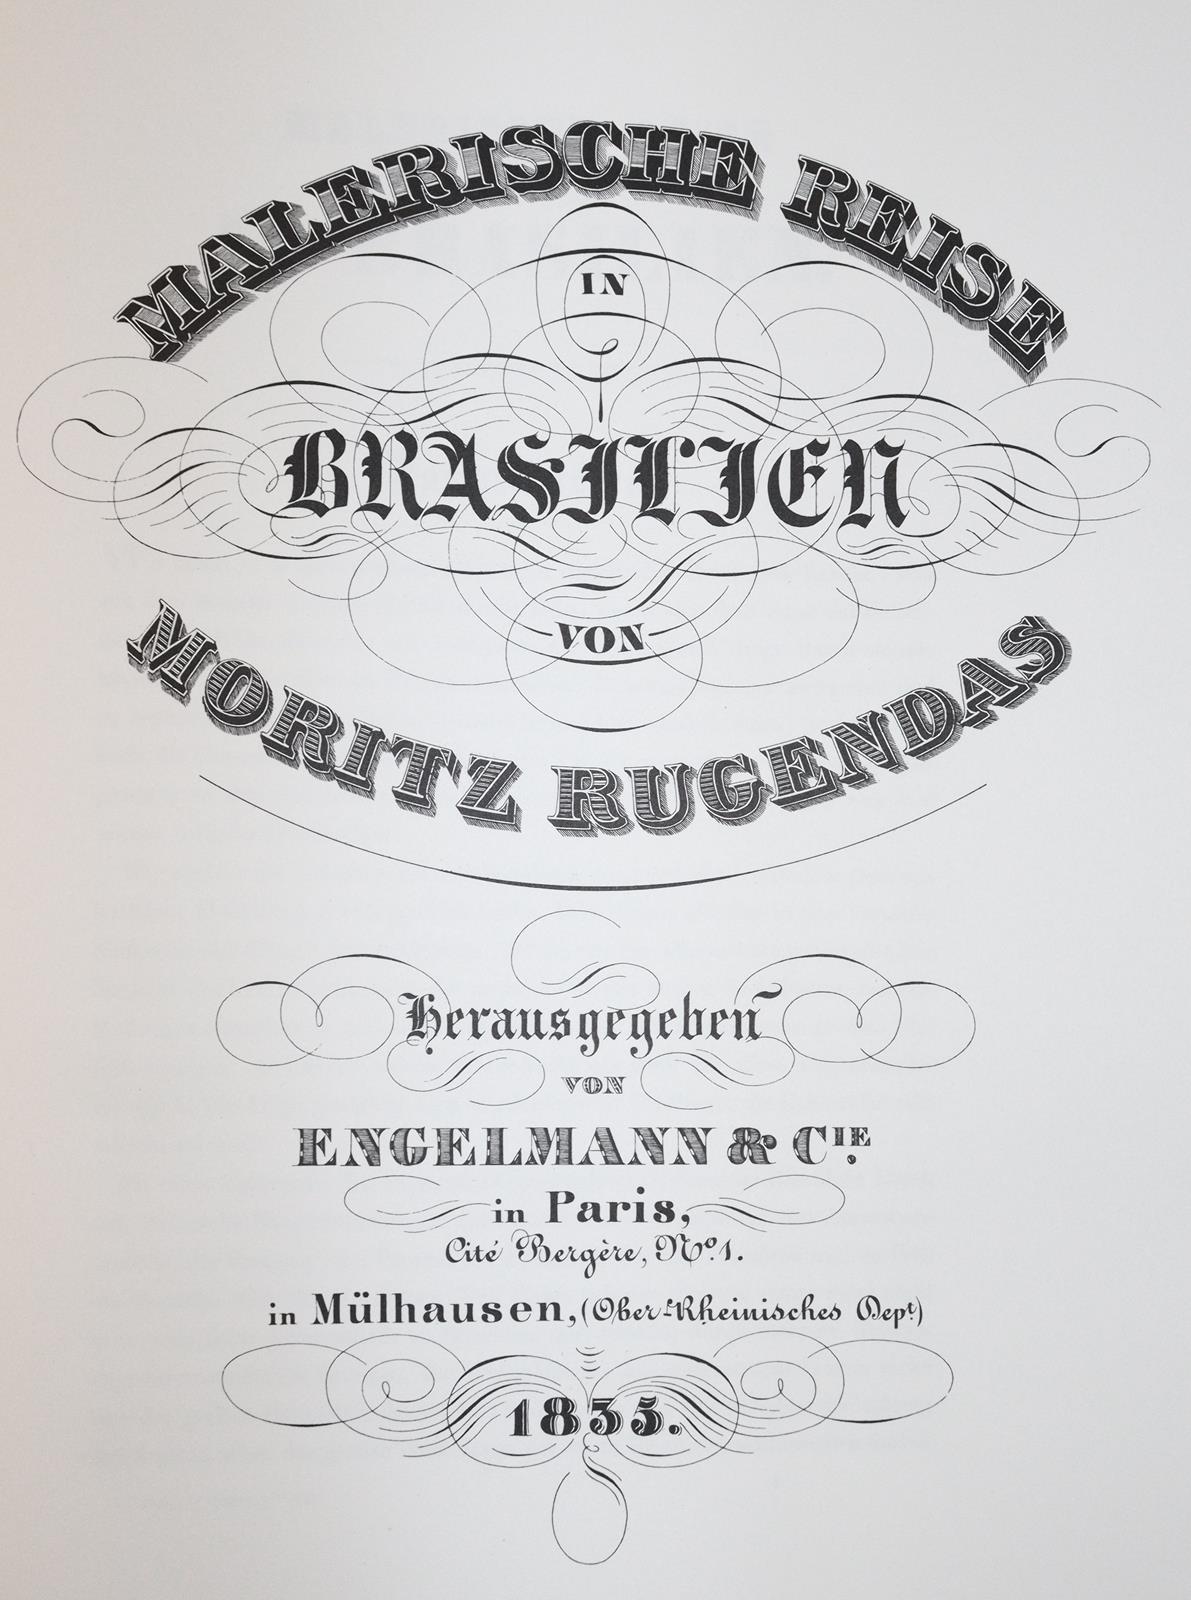 MALERISCHE REISE
IN
BRASILIEN
VON
MORITZ RUGENDAS
Herausgegeben
VON
ENGELMANN & CIE.
in Paris,
Cité Bergère, No. 1.
in Mülhausen, (Ober-Rheinisches Dept.)
1835.